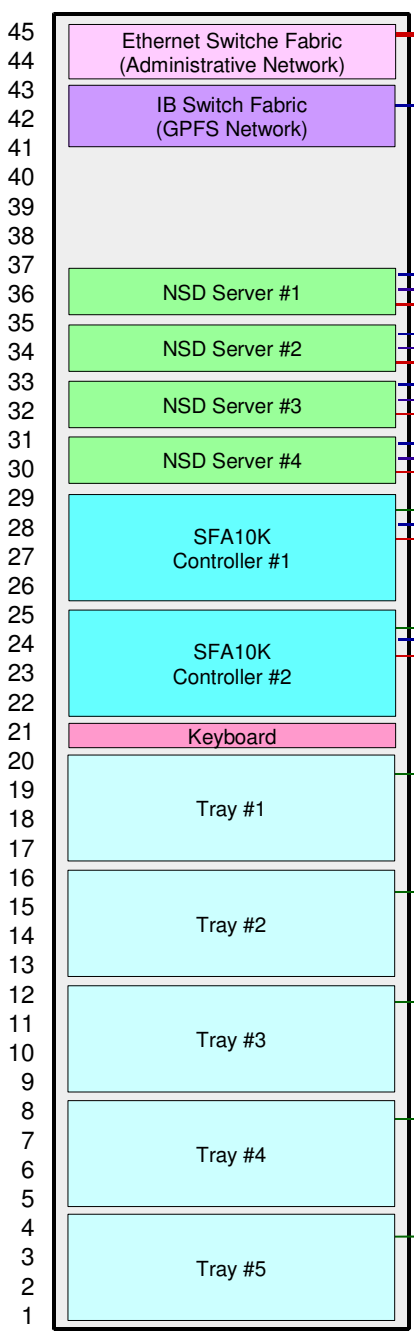 45
Ethernet Switche Fabric
44
(Administrative Network)
43
IB Switch Fabric
42
(GPFS Network)
41
40
39
38
37
36
NSD Server #1
35
34
NSD Server #2
33
32
NSD Server #3
31
30
NSD Server #4
29
28
SFA10K
27
Controller #1
26
25
24
SFA10K
23
Controller #2
22
21
Keyboard
20
19
Tray #1
18
17
16
15
Tray #2
14
13
12
11
Tray #3
10
9
8
7
Tray #4
6
5
4
3
Tray #5
2
1